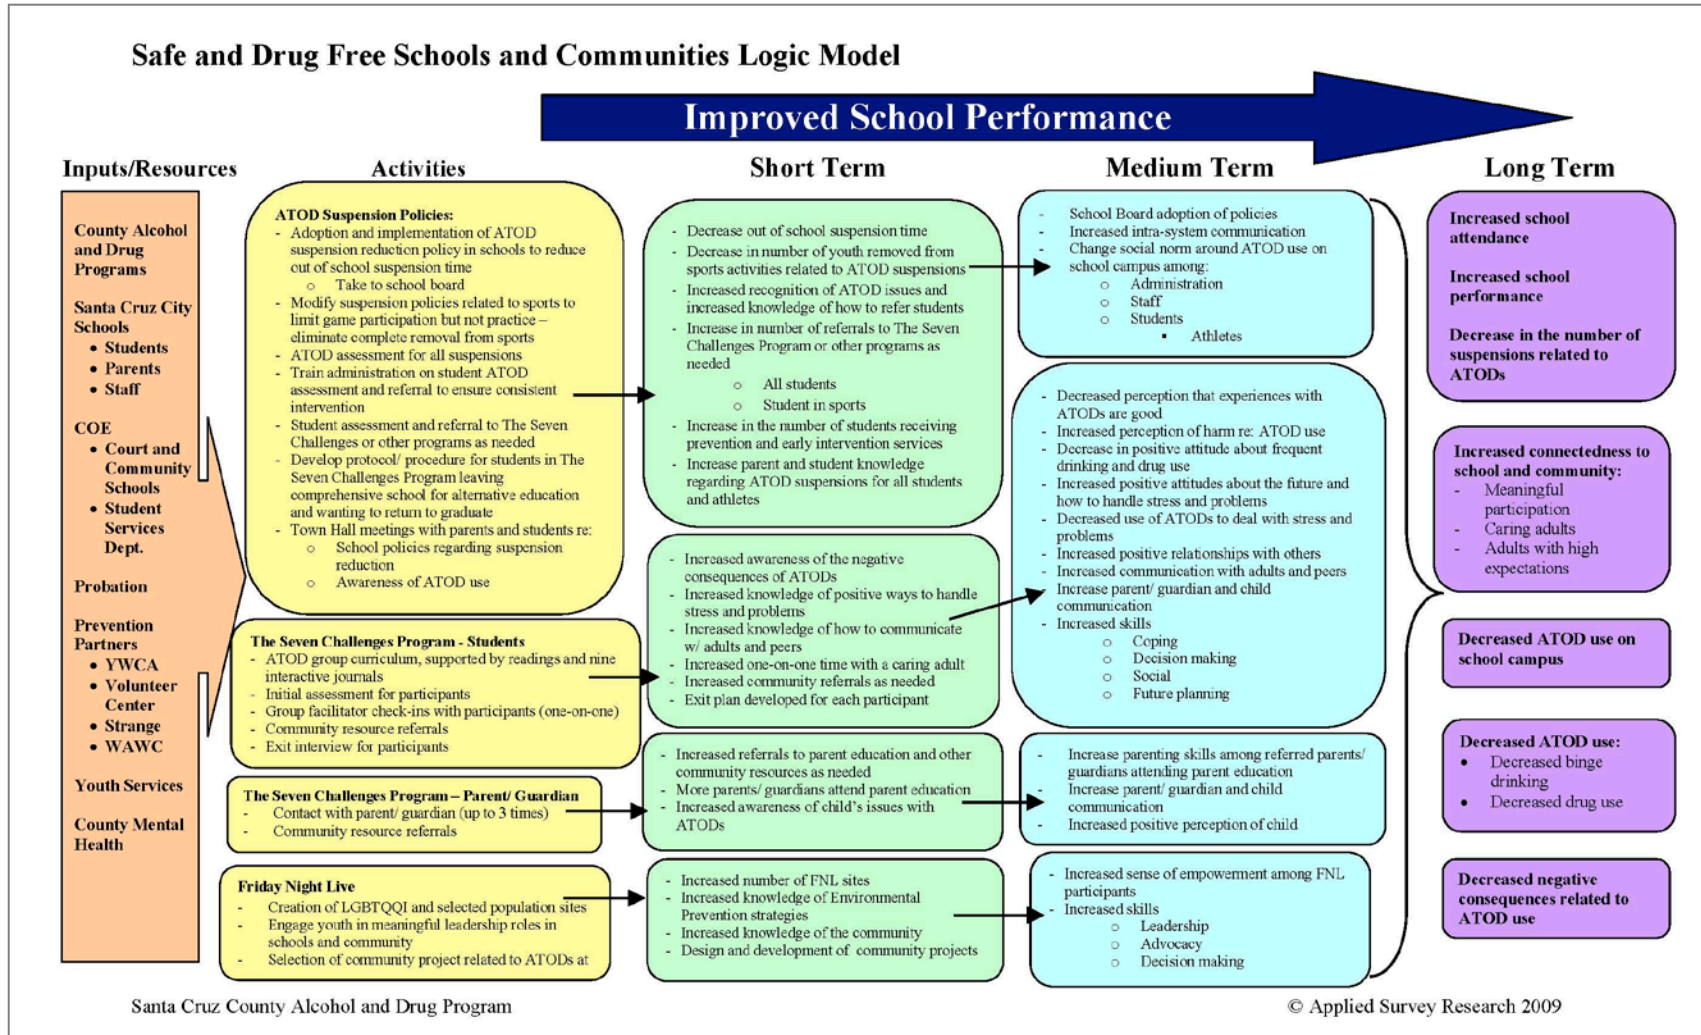 Safe and Drug Free Schools and Communities Logic Model
Improved School Performance
Inputs/Resources
County Alcohol
and Drug
Programs
Santa Cruz City
Schools
• Students
• Parents
• Staff
COE
• Court and
Community
Schools
• Student
Services
Dept.
Probation
Prevention
Partners
• YWCA
• Volunteer
Center
• Strange
• WAWC
Youth Services
County Mental
Health
Activities
ATOD Suspension Policies:
- Adoption and implementation of ATOD
suspension reduction policy in schools to reduce
out of school suspension time
o Take to school board
- Modify suspension policies related to sports to
limit game participation but not practice –
eliminate complete removal from sports
- ATOD assessment for all suspensions
- Train administration on student ATOD
assessment and referral to ensure consistent
intervention
- Student assessment and referral to The Seven
Challenges or other programs as needed
- Develop protocol/ procedure for students in The
Seven Challenges Program leaving
comprehensive school for alternative education
and wanting to return to graduate
- Town Hall meetings with parents and students re:
o School policies regarding suspension
reduction
o Awareness of ATOD use
The Seven Challenges Program - Students
- ATOD group curriculum, supported by readings and nine
interactive journals
- Initial assessment for participants
- Group facilitator check-ins with participants (one-on-one)
- Community resource referrals
- Exit interview for participants
The Seven Challenges Program – Parent/ Guardian
- Contact with parent/ guardian (up to 3 times)
- Community resource referrals
Friday Night Live
- Creation of LGBTQQI and selected population sites
- Engage youth in meaningful leadership roles in
schools and community
- Selection of community project related to ATODs at
Short Term
- Decrease out of school suspension time
- Decrease in number of youth removed from
sports activities related to ATOD suspensions
- Increased recognition of ATOD issues and
increased knowledge of how to refer students
- Increase in number of referrals to The Seven
Challenges Program or other programs as
needed
o All students
o Student in sports
- Increase in the number of students receiving
prevention and early intervention services
- Increase parent and student knowledge
regarding ATOD suspensions for all students
and athletes
- Increased awareness of the negative
consequences of ATODs
- Increased knowledge of positive ways to handle
stress and problems
- Increased knowledge of how to communicate
w/ adults and peers
- Increased one-on-one time with a caring adult
- Increased community referrals as needed
- Exit plan developed for each participant
- Increased referrals to parent education and other
community resources as needed
- More parents/ guardians attend parent education
- Increased awareness of child's issues with
ATODs
- Increased number of FNL sites
- Increased knowledge of Environmental
Prevention strategies
- Increased knowledge of the community
- Design and development of community projects
Medium Term
- School Board adoption of policies
- Increased intra-system communication
- Change social norm around ATOD use on
school campus among:
o Administration
o Staff
o Students
▪ Athletes
- Decreased perception that experiences with
ATODs are good
- Increased perception of harm re: ATOD use
- Decrease in positive attitude about frequent
drinking and drug use
- Increased positive attitudes about the future and
how to handle stress and problems
- Decreased use of ATODs to deal with stress and
problems
- Increased positive relationships with others
- Increased communication with adults and peers
- Increase parent/ guardian and child
communication
- Increased skills
o Coping
o Decision making
o Social
o Future planning
- Increase parenting skills among referred parents/
guardians attending parent education
- Increase parent/ guardian and child
communication
- Increased positive perception of child
- Increased sense of empowerment among FNL
participants
- Increased skills
o Leadership
o Advocacy
o Decision making
Long Term
Increased school
attendance
Increased school
performance
Decrease in the number of
suspensions related to
ATODs
Increased connectedness to
school and community:
- Meaningful
participation
- Caring adults
- Adults with high
expectations
Decreased ATOD use on
school campus
Decreased ATOD use:
• Decreased binge
drinking
• Decreased drug use
Decreased negative
consequences related to
ATOD use
Santa Cruz County Alcohol and Drug Program
© Applied Survey Research 2009